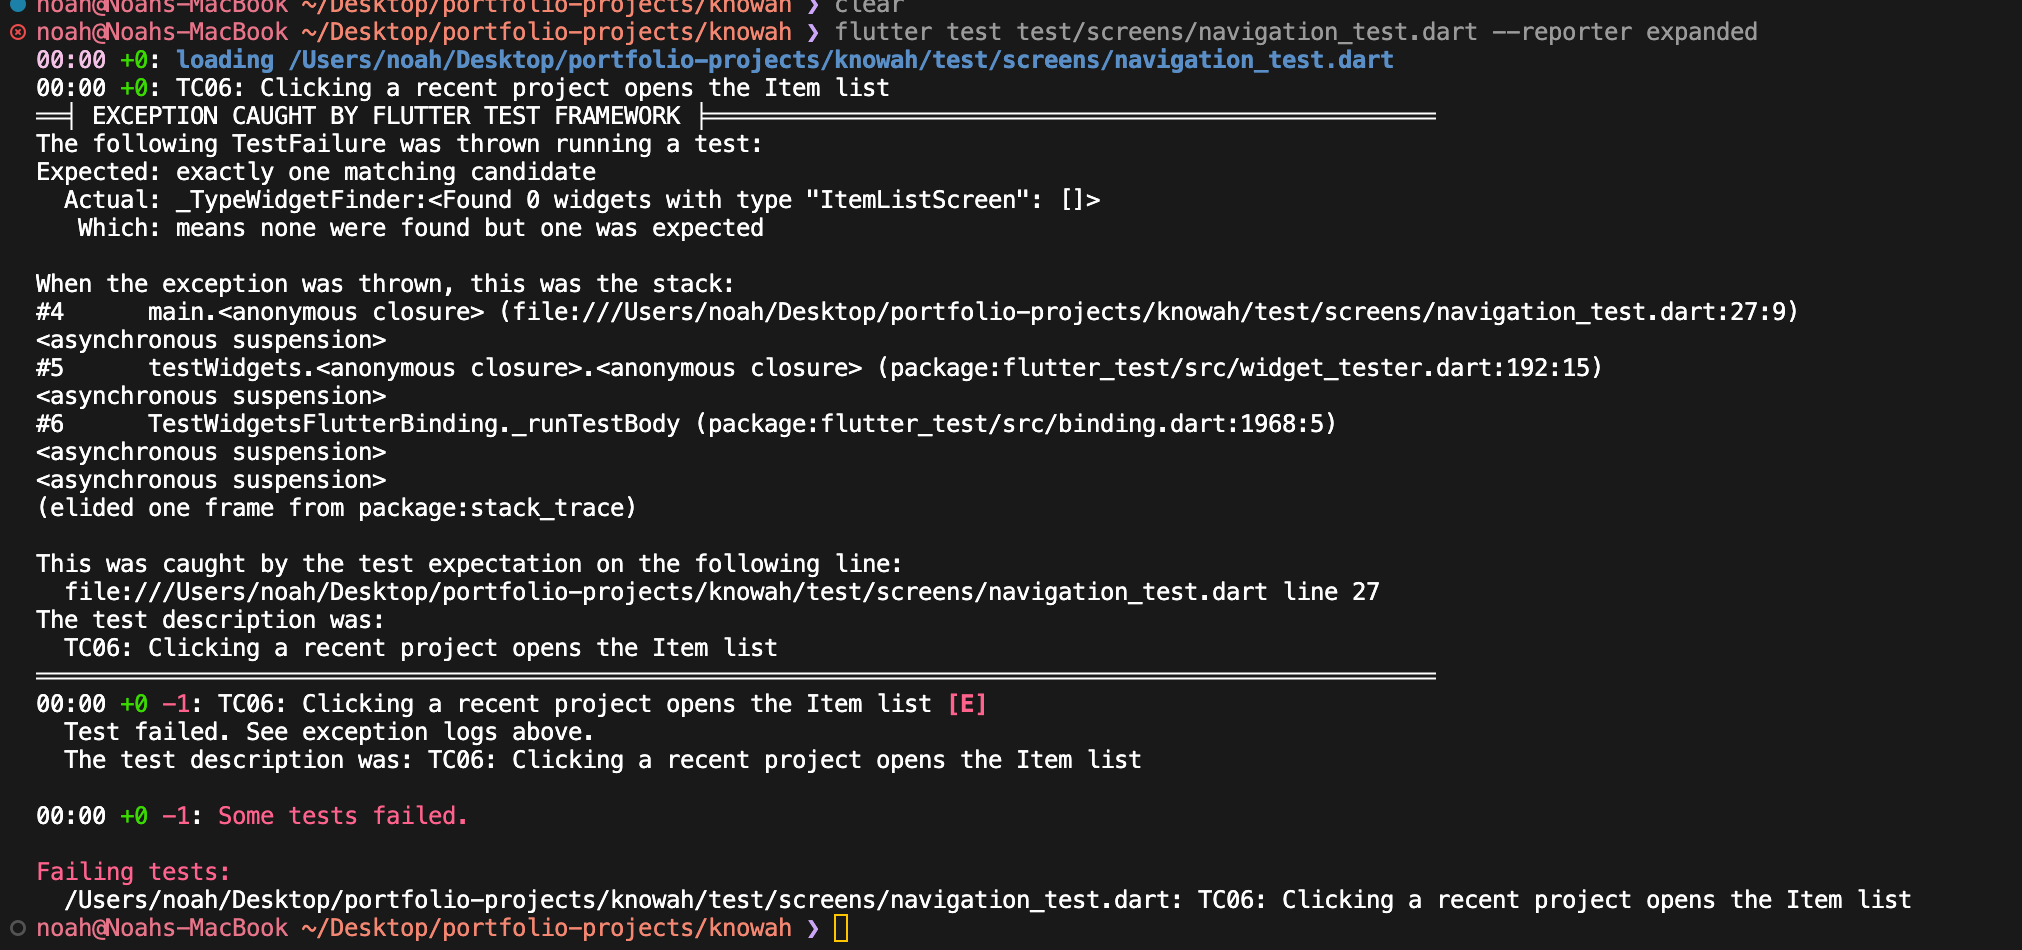 noah@Noahs-MacBook ~/Desktop/portfolio-projects/knowah ❯ clear
noah@Noahs-MacBook ~/Desktop/portfolio-projects/knowah ❯ flutter test test/screens/navigation_test.dart --reporter expanded
00:00 +0: loading /Users/noah/Desktop/portfolio-projects/knowah/test/screens/navigation_test.dart
00:00 +0: TC06: Clicking a recent project opens the Item list
══╡ EXCEPTION CAUGHT BY FLUTTER TEST FRAMEWORK ╞════════════════════════════════════════════════════
The following TestFailure was thrown running a test:
Expected: exactly one matching candidate
  Actual: _TypeWidgetFinder:<Found 0 widgets with type "ItemListScreen": []>
   Which: means none were found but one was expected

When the exception was thrown, this was the stack:
#4      main.<anonymous closure> (file:///Users/noah/Desktop/portfolio-projects/knowah/test/screens/navigation_test.dart:27:9)
<asynchronous suspension>
#5      testWidgets.<anonymous closure>.<anonymous closure> (package:flutter_test/src/widget_tester.dart:192:15)
<asynchronous suspension>
#6      TestWidgetsFlutterBinding._runTestBody (package:flutter_test/src/binding.dart:1968:5)
<asynchronous suspension>
<asynchronous suspension>
(elided one frame from package:stack_trace)

This was caught by the test expectation on the following line:
  file:///Users/noah/Desktop/portfolio-projects/knowah/test/screens/navigation_test.dart line 27
The test description was:
  TC06: Clicking a recent project opens the Item list
════════════════════════════════════════════════════════════════════════════════════════════════════
00:00 +0 -1: TC06: Clicking a recent project opens the Item list [E]
  Test failed. See exception logs above.
  The test description was: TC06: Clicking a recent project opens the Item list

00:00 +0 -1: Some tests failed.

Failing tests:
  /Users/noah/Desktop/portfolio-projects/knowah/test/screens/navigation_test.dart: TC06: Clicking a recent project opens the Item list
noah@Noahs-MacBook ~/Desktop/portfolio-projects/knowah ❯